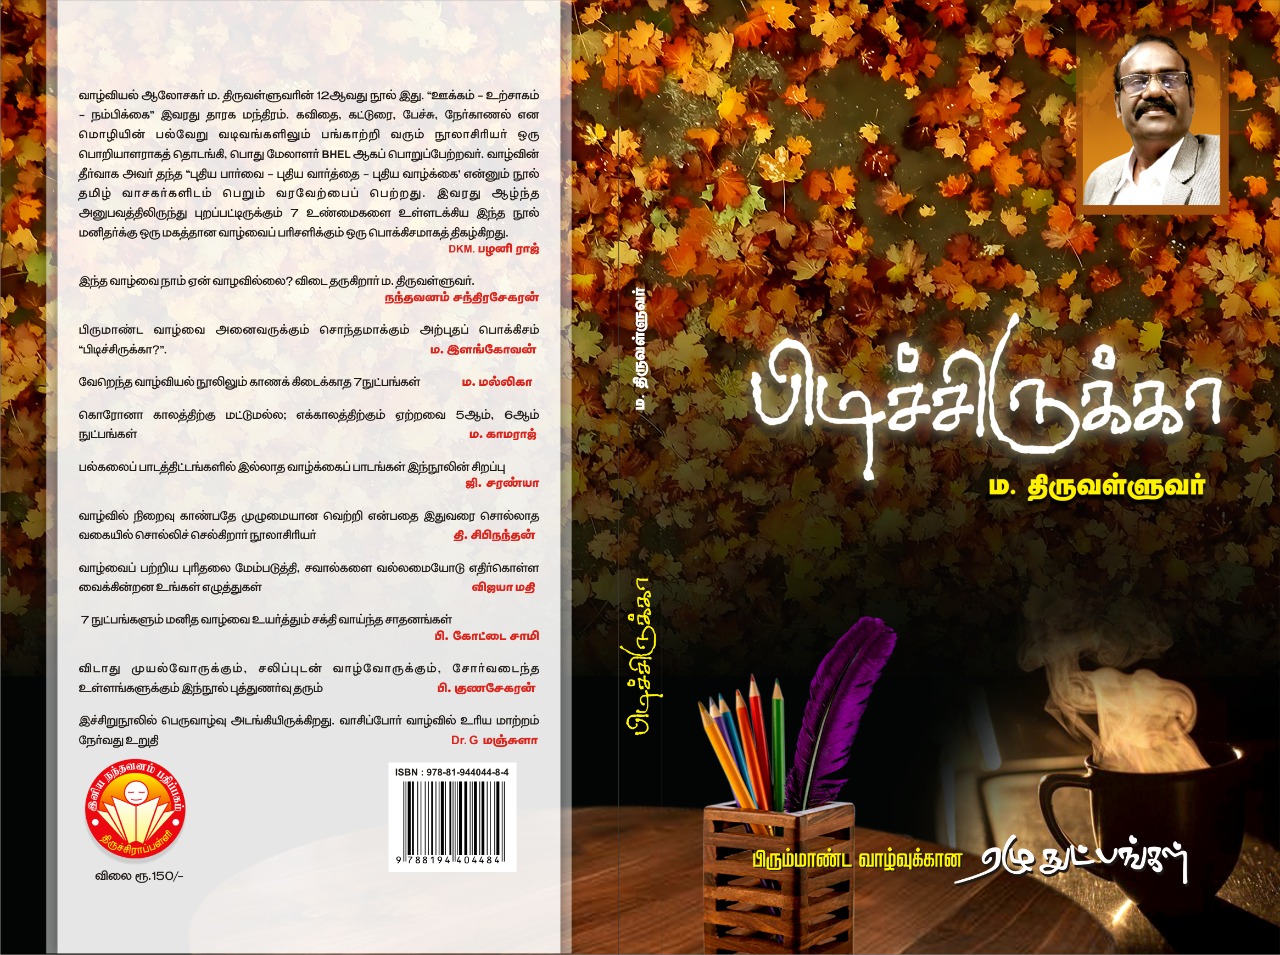 வாழ்வியல் ஆலோசகர் ம. திருவள்ளுவரின் 12ஆவது நூல் இது. “ஊக்கம் – உற்சாகம்
– நம்பிக்கை” இவரது தாரக மந்திரம். கவிதை, கட்டுரை, பேச்சு, நேர்காணல் என
மொழியின் பல்வேறு வடிவங்களிலும் பங்காற்றி வரும் நூலாசிரியர் ஒரு
பொறியாளராகத் தொடங்கி, பொது மேலாளர் BHEL ஆகப் பொறுப்பேற்றவர். வாழ்வின்
தீர்வாக அவர் தந்த “புதிய பார்வை – புதிய வார்த்தை – புதிய வாழ்க்கை' என்னும் நூல்
தமிழ் வாசகர்களிடம் பெறும் வரவேற்பைப் பெற்றது. இவரது ஆழ்ந்த
அனுபவத்திலிருந்து புறப்பட்டிருக்கும் 7 உண்மைகளை உள்ளடக்கிய இந்த நூல்
மனிதர்க்கு ஒரு மகத்தான வாழ்வைப் பரிசளிக்கும் ஒரு பொக்கிசமாகத் திகழ்கிறது.
DKM. பழனி ராஜ்
இந்த வாழ்வை நாம் ஏன் வாழவில்லை? விடை தருகிறார் ம. திருவள்ளுவர்.
நந்தவனம் சந்திரசேகரன்
பிருமாண்ட வாழ்வை அனைவருக்கும் சொந்தமாக்கும் அற்புதப் பொக்கிசம்
“பிடிச்சிருக்கா?”. ம. இளங்கோவன்
வேறெந்த வாழ்வியல் நூலிலும் காணக் கிடைக்காத 7நுட்பங்கள் ம. மல்லிகா
கொரோனா காலத்திற்கு மட்டுமல்ல; எக்காலத்திற்கும் ஏற்றவை 5ஆம், 6ஆம்
நுட்பங்கள் ம. காமராஜ்
பல்கலைப் பாடத்திட்டங்களில் இல்லாத வாழ்க்கைப் பாடங்கள் இந்நூலின் சிறப்பு
ஜி. சரண்யா
வாழ்வில் நிறைவு காண்பதே முழுமையான வெற்றி என்பதை இதுவரை சொல்லாத
வகையில் சொல்லிச் செல்கிறார் நூலாசிரியர் தி. சிபிநந்தன்
வாழ்வைப் பற்றிய புரிதலை மேம்படுத்தி, சவால்களை வல்லமையோடு எதிர்கொள்ள
வைக்கின்றன உங்கள் எழுத்துகள் விஜயா மதி
7 நுட்பங்களும் மனித வாழ்வை உயர்த்தும் சக்தி வாய்ந்த சாதனங்கள்
பி. கோட்டை சாமி
விடாது முயல்வோருக்கும், சலிப்புடன் வாழ்வோருக்கும், சோர்வடைந்த
உள்ளங்களுக்கும் இந்நூல் புத்துணர்வு தரும் பி. குணசேகரன்
இச்சிறுநூலில் பெருவாழ்வு அடங்கியிருக்கிறது. வாசிப்போர் வாழ்வில் உரிய மாற்றம்
நேர்வது உறுதி Dr. G மஞ்சுளா
இனிய நந்தவனம் பதிப்பகம்
திருச்சிராப்பள்ளி
விலை ரூ.150/-
ISBN : 978-81-944044-8-4
9 788194 404484
ம. திருவள்ளுவர்
பிடிச்சிருக்கா
பிடிச்சிருக்கா
ம. திருவள்ளுவர்
பிரும்மாண்ட வாழ்வுக்கான ஏழு நுட்பங்கள்